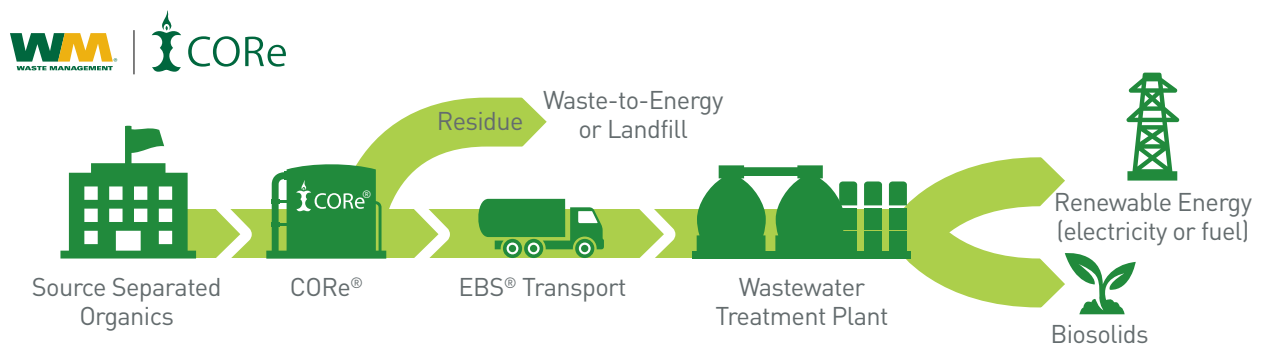 WM
WASTE MANAGEMENT®
CORe
Residue
Waste-to-Energy
or Landfill
CORe®
Source Separated
Organics
CORe®
EBS® Transport
Wastewater
Treatment Plant
Renewable Energy
(electricity or fuel)
Biosolids